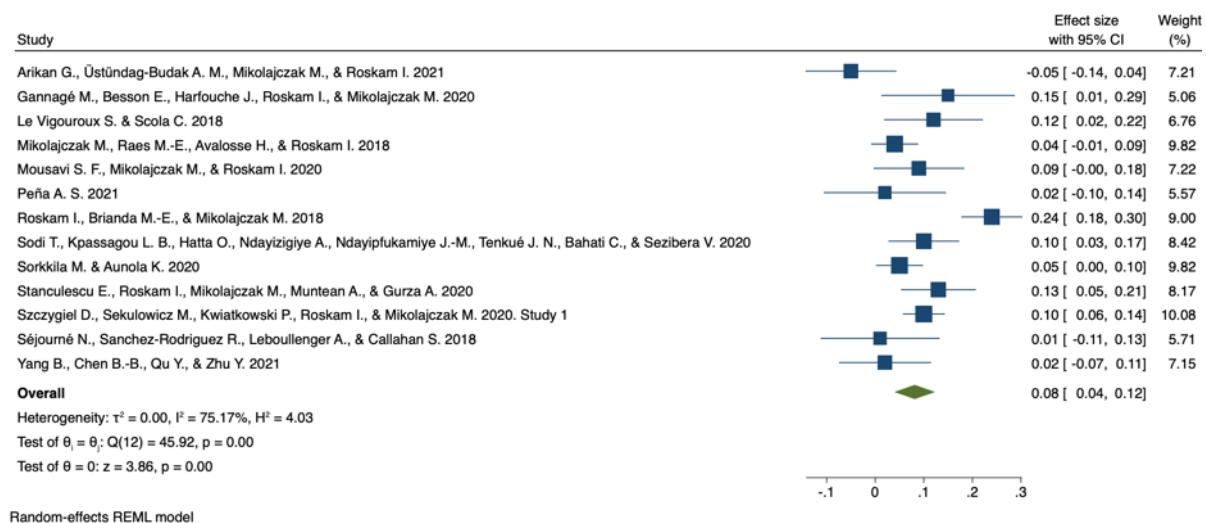 Effect size Weight
Study with 95% CI (%)
Arikan G., Üstündag-Budak A. M., Mikolajczak M., & Roskam I. 2021 -0.05 [ -0.14, 0.04] 7.21
Gannagé M., Besson E., Harfouche J., Roskam I., & Mikolajczak M. 2020 0.15 [ 0.01, 0.29] 5.06
Le Vigouroux S. & Scola C. 2018 0.12 [ 0.02, 0.22] 6.76
Mikolajczak M., Raes M.-E., Avalosse H., & Roskam I. 2018 0.04 [ -0.01, 0.09] 9.82
Mousavi S. F., Mikolajczak M., & Roskam I. 2020 0.09 [ -0.00, 0.18] 7.22
Peña A. S. 2021 0.02 [ -0.10, 0.14] 5.57
Roskam I., Brianda M.-E., & Mikolajczak M. 2018 0.24 [ 0.18, 0.30] 9.00
Sodi T., Kpassagou L. B., Hatta O., Ndayizigiye A., Ndayipfukamiye J.-M., Tenkué J. N., Bahati C., & Sezibera V. 2020 0.10 [ 0.03, 0.17] 8.42
Sorkkila M. & Aunola K. 2020 0.05 [ 0.00, 0.10] 9.82
Stanculescu E., Roskam I., Mikolajczak M., Muntean A., & Gurza A. 2020 0.13 [ 0.05, 0.21] 8.17
Szczygiel D., Sekulowicz M., Kwiatkowski P., Roskam I., & Mikolajczak M. 2020. Study 1 0.10 [ 0.06, 0.14] 10.08
Séjourné N., Sanchez-Rodriguez R., Leboullenger A., & Callahan S. 2018 0.01 [ -0.11, 0.13] 5.71
Yang B., Chen B.-B., Qu Y., & Zhu Y. 2021 0.02 [ -0.07, 0.11] 7.15
Overall 0.08 [ 0.04, 0.12]
Heterogeneity: τ² = 0.00, I² = 75.17%, H² = 4.03
Test of θᵢ = θⱼ: Q(12) = 45.92, p = 0.00
Test of θ = 0: z = 3.86, p = 0.00
-.1 0 .1 .2 .3
Random-effects REML model